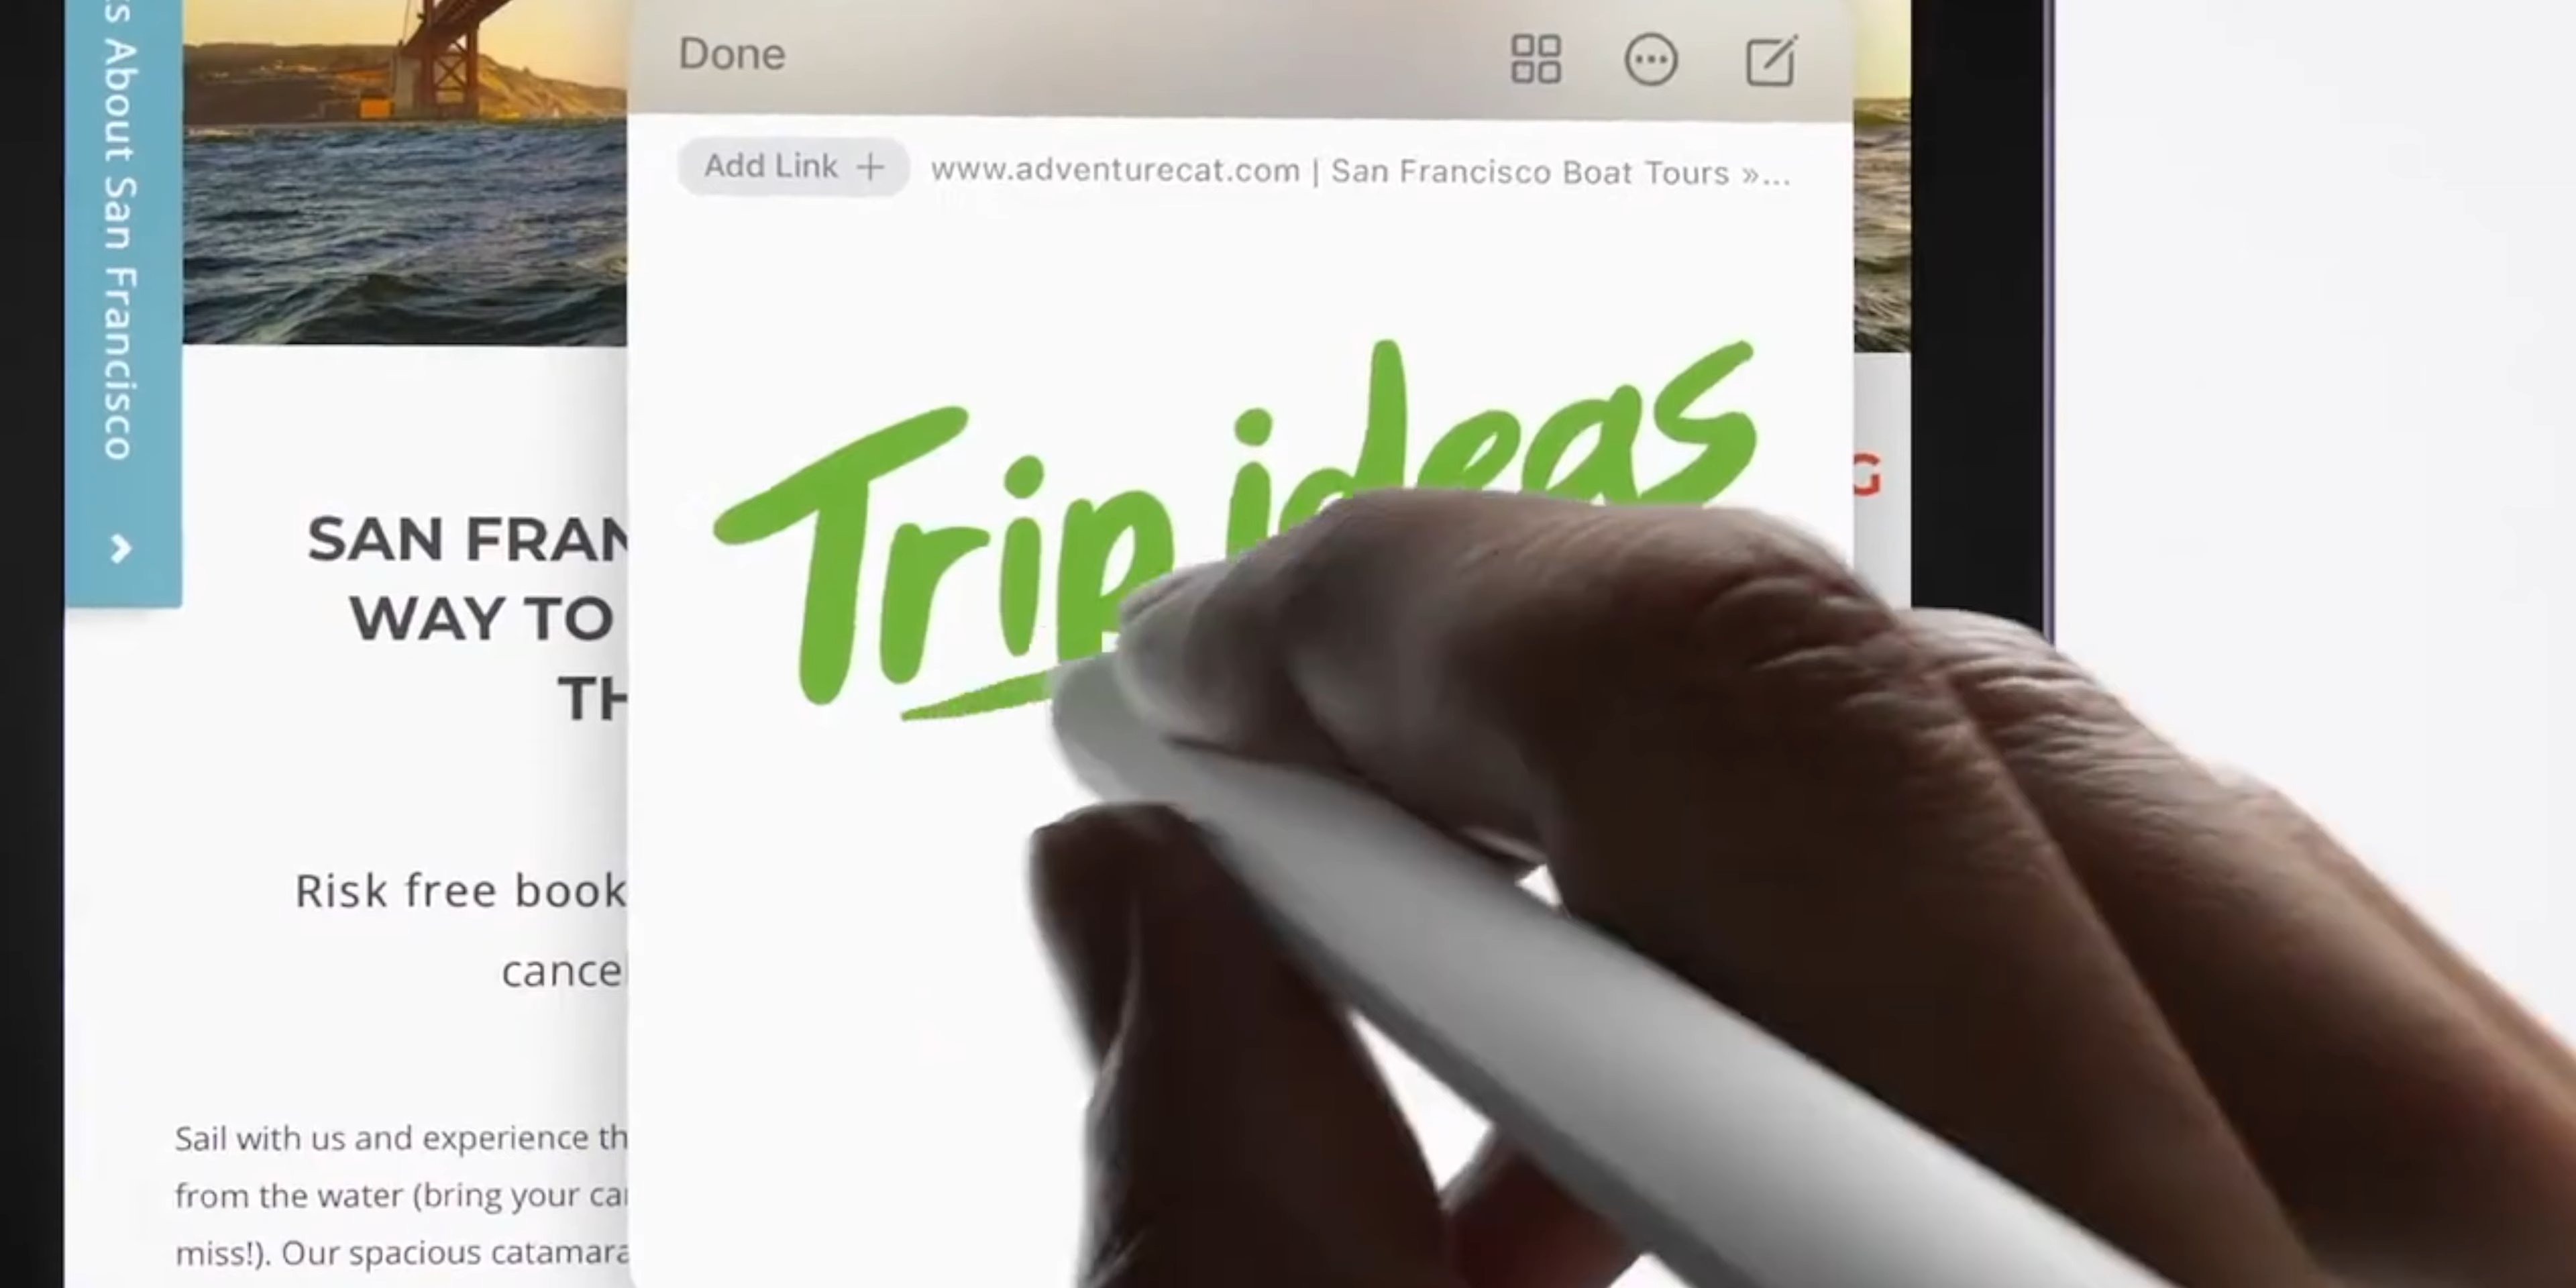 s About San Francisco
Done
Add Link +
www.adventurecat.com | San Francisco Boat Tours »...
Trip ideas
G
SAN FRAN
WAY TO
TH
Risk free book
cance
Sail with us and experience th
from the water (bring your ca
miss!). Our spacious catamara